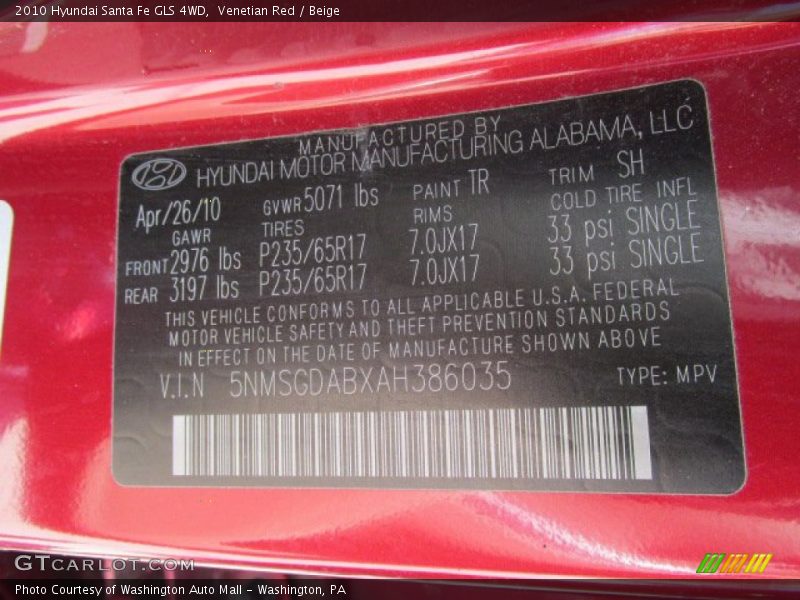 2010 Hyundai Santa Fe GLS 4WD, Venetian Red / Beige
MANUFACTURED BY
HYUNDAI MOTOR MANUFACTURING ALABAMA, LLC
Apr/26/10 GVWR 5071 lbs PAINT TR TRIM SH
GAWR TIRES RIMS COLD TIRE INFL
FRONT 2976 lbs P235/65R17 7.0JX17 33 psi SINGLE
REAR 3197 lbs P235/65R17 7.0JX17 33 psi SINGLE
THIS VEHICLE CONFORMS TO ALL APPLICABLE U.S.A. FEDERAL
MOTOR VEHICLE SAFETY AND THEFT PREVENTION STANDARDS
IN EFFECT ON THE DATE OF MANUFACTURE SHOWN ABOVE
V.I.N 5NMSGDABXAH386035 TYPE: MPV
GTCARLOT.COM
Photo Courtesy of Washington Auto Mall - Washington, PA